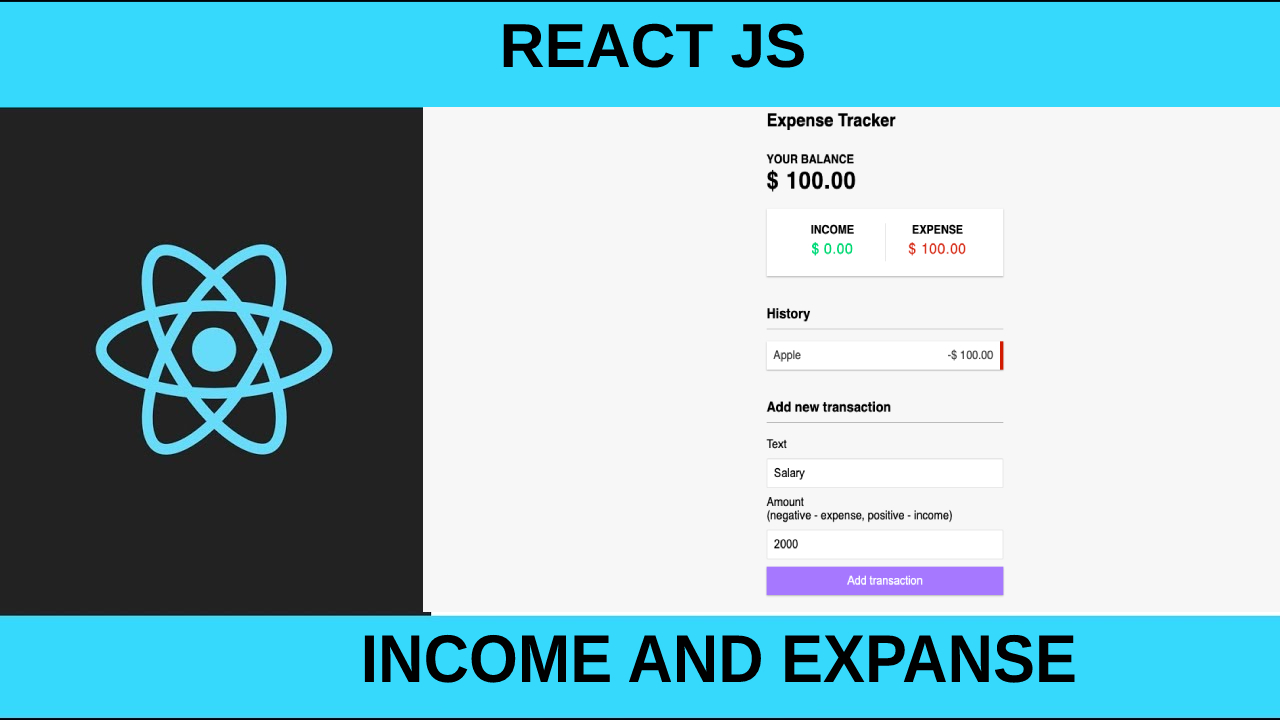 REACT JS
Expense Tracker
YOUR BALANCE
$ 100.00
INCOME EXPENSE
$ 0.00 $ 100.00
History
Apple -$ 100.00
Add new transaction
Text
Salary
Amount
(negative - expense, positive - income)
2000
Add transaction
INCOME AND EXPANSE